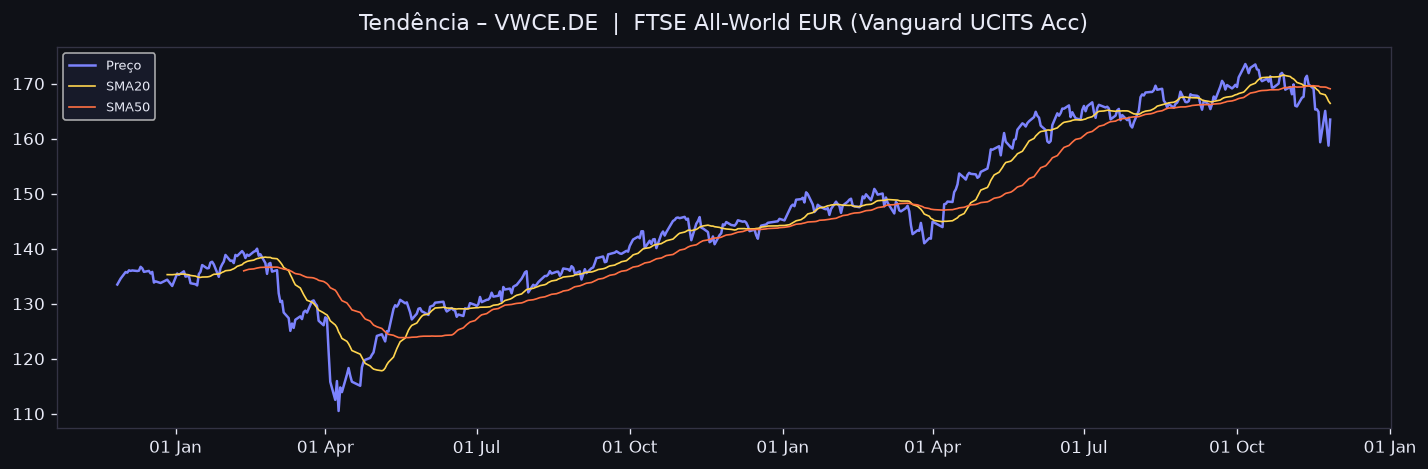 Tendência – VWCE.DE | FTSE All-World EUR (Vanguard UCITS Acc)
Preço
SMA20
SMA50
170
160
150
140
130
120
110
01 Jan
01 Apr
01 Jul
01 Oct
01 Jan
01 Apr
01 Jul
01 Oct
01 Jan